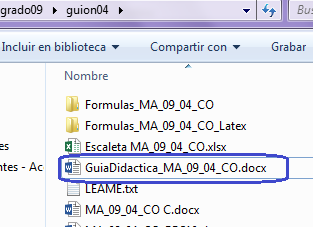 grado09 ▸ guion04 ▸ Bus
Incluir en biblioteca Compartir con Grabar
Nombre
Formulas_MA_09_04_CO
Formulas_MA_09_04_CO_Latex
es Escaleta MA_09_04_CO.xlsx
ntes - Ac GuiaDidactica_MA_09_04_CO.docx
LEAME.txt
MA_09_04_CO C.docx